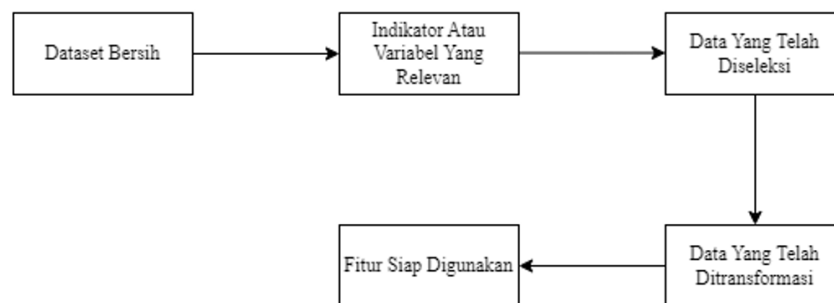 Dataset Bersih
Indikator Atau
Variabel Yang
Relevan
Data Yang Telah
Diseleksi
Fitur Siap Digunakan
Data Yang Telah
Ditransformasi